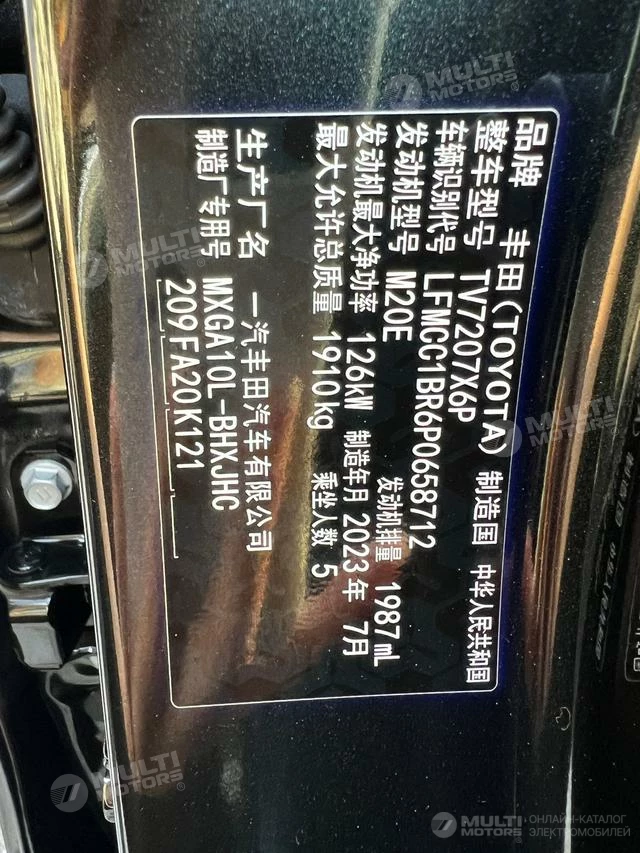 品牌 丰田(TOYOTA) 制造国 中华人民共和国
整车型号 TV7207X6P
车辆识别代号 LFMCC1BR6P0658712
发动机型号 M20E 发动机排量 1987 mL
发动机最大净功率 126kW 制造年月 2023年 7月
最大允许总质量 1910kg 乘坐人数 5
生产厂名 一汽丰田汽车有限公司
制造厂专用号 MXGA10L-BHXJHC
209FA20K121
MULTI MOTORS
MULTI MOTORS
MULTI MOTORS
MULTI MOTORS
ОНЛАЙН-КАТАЛОГ
ЭЛЕКТРОМОБИЛЕЙ